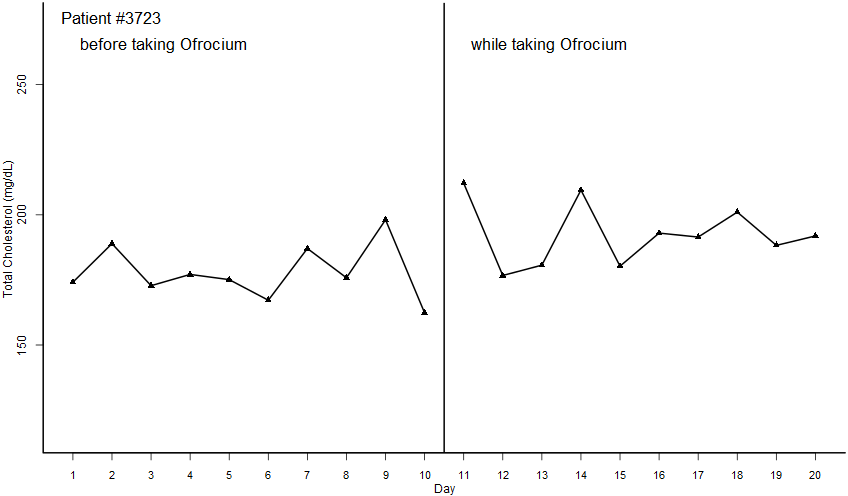 Patient #3723
before taking Ofrocium
while taking Ofrocium
Total Cholesterol (mg/dL)
250
200
150
1 2 3 4 5 6 7 8 9 10 11 12 13 14 15 16 17 18 19 20
Day